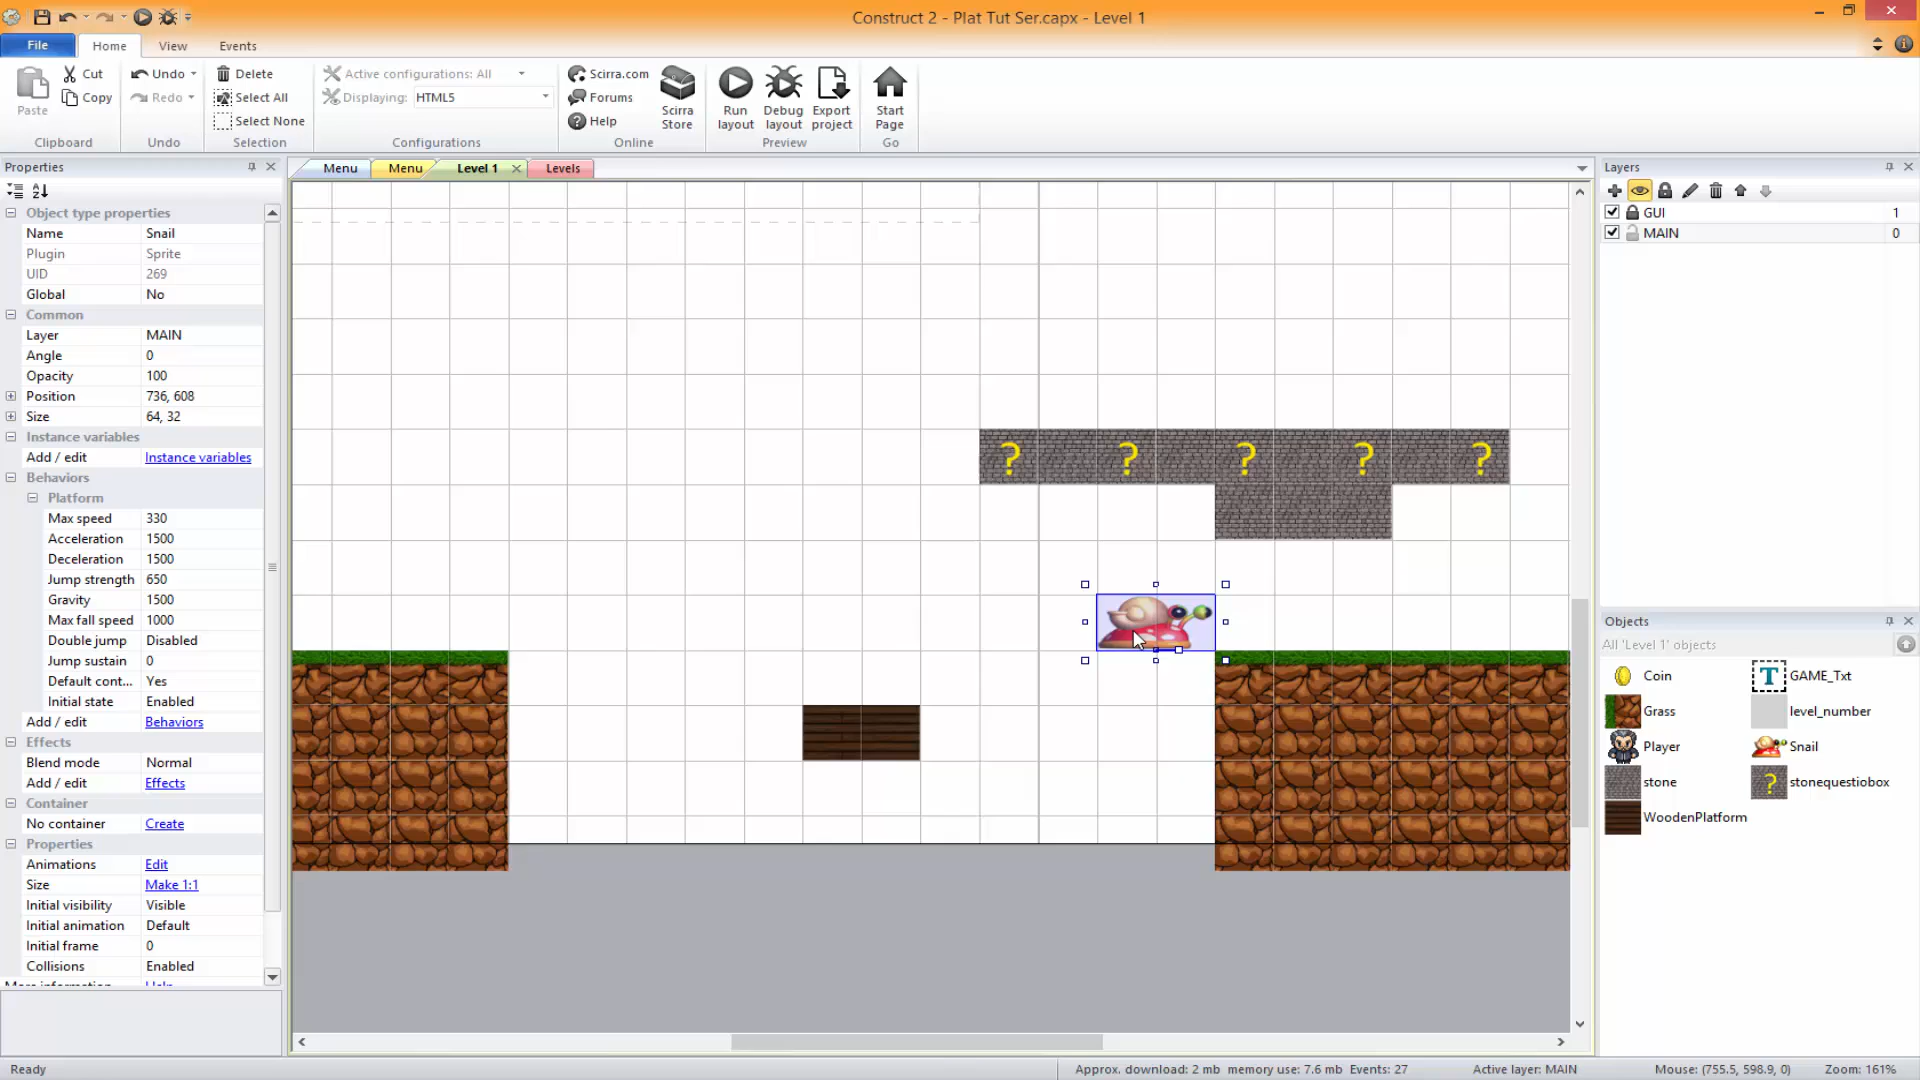 Construct 2 - Plat Tut Ser.capx - Level 1
File Home View Events
Paste Cut Copy Clipboard
Undo Redo Undo
Delete Select All Select None Selection
Active configurations: All
Displaying: HTML5
Configurations
Scirra.com Forums Help Scirra Store Online
Run layout Debug layout Export project Preview
Start Page Go
Properties
Menu Menu Level 1 Levels
Layers
Object type properties
Name Snail
Plugin Sprite
UID 269
Global No
Common
Layer MAIN
Angle 0
Opacity 100
Position 736, 608
Size 64, 32
Instance variables
Add / edit Instance variables
Behaviors
Platform
Max speed 330
Acceleration 1500
Deceleration 1500
Jump strength 650
Gravity 1500
Max fall speed 1000
Double jump Disabled
Jump sustain 0
Default cont... Yes
Initial state Enabled
Add / edit Behaviors
Effects
Blend mode Normal
Add / edit Effects
Container
No container Create
Properties
Animations Edit
Size Make 1:1
Initial visibility Visible
Initial animation Default
Initial frame 0
Collisions Enabled
? ? ? ? ?
GUI 1
MAIN 0
Objects
All 'Level 1' objects
Coin GAME_Txt
Grass level_number
Player Snail
stone stonequestiobox
WoodenPlatform
Ready
Approx. download: 2 mb memory use: 7.6 mb Events: 27 Active layer: MAIN Mouse: (755.5, 598.9, 0) Zoom: 161%